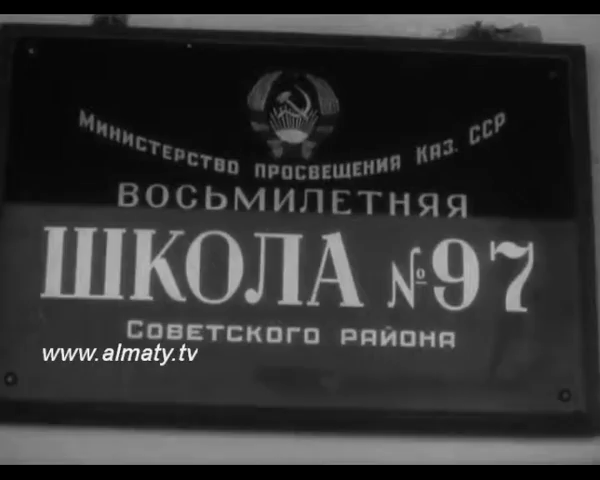 Министерство просвещения Каз. ССР
ВОСЬМИЛЕТНЯЯ
ШКОЛА №97
Советского района
www.almaty.tv